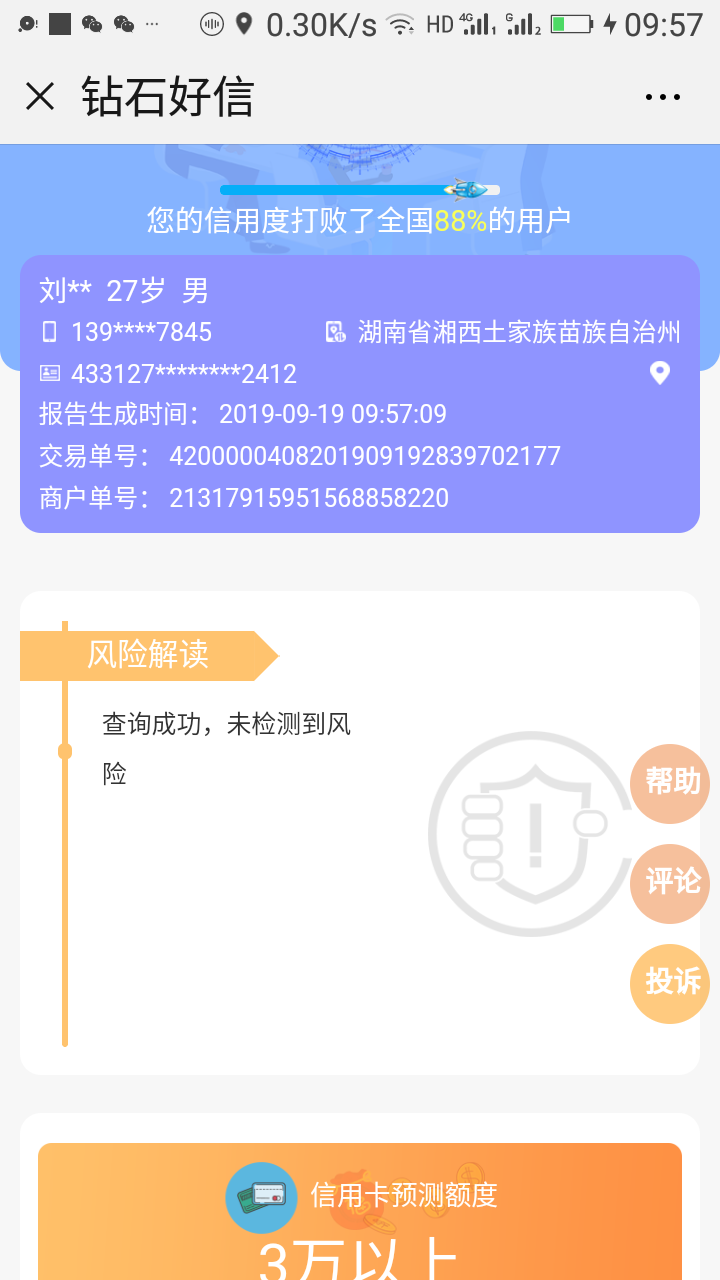 0.30K/s HD 4G 1 G 2 09:57
钻石好信
您的信用度打败了全国88%的用户
刘** 27岁 男
139****7845 湖南省湘西土家族苗族自治州
433127********2412
报告生成时间： 2019-09-19 09:57:09
交易单号： 4200000408201909192839702177
商户单号： 21317915951568858220
风险解读
查询成功，未检测到风
险
帮助
评论
投诉
信用卡预测额度
3万以上